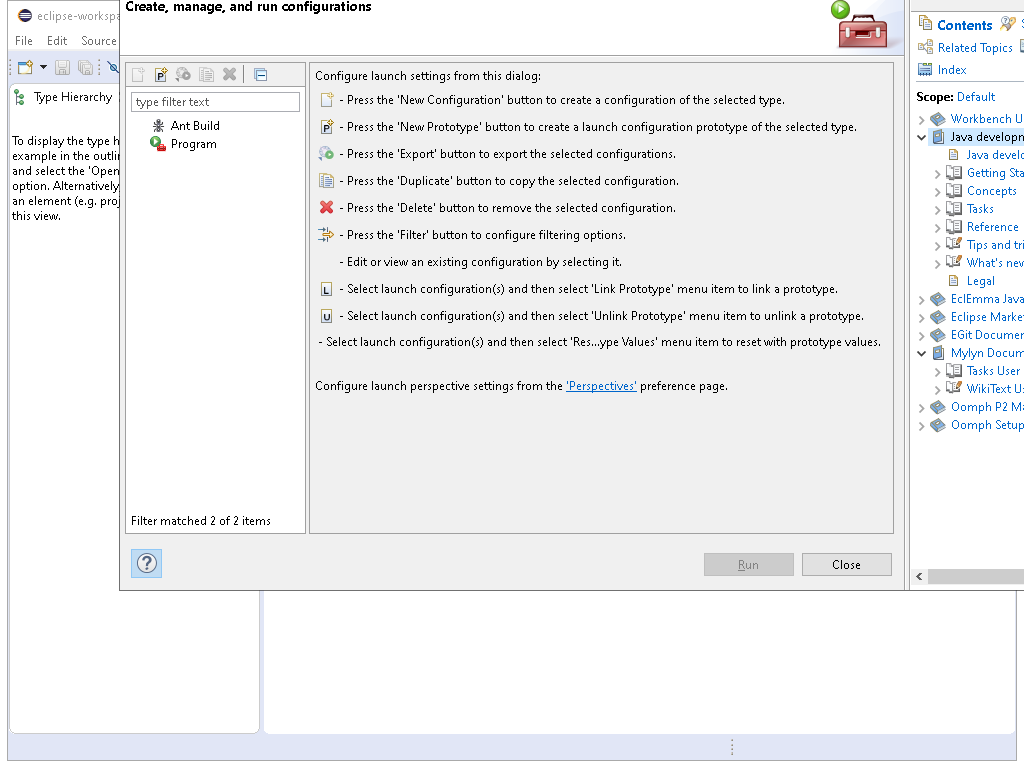 eclipse-workspa
File Edit Source
Type Hierarchy
To display the type h
example in the outli
and select the 'Open
option. Alternatively
an element (e.g. proj
this view.
Create, manage, and run configurations
type filter text
Ant Build
Program
Filter matched 2 of 2 items
Configure launch settings from this dialog:
- Press the 'New Configuration' button to create a configuration of the selected type.
- Press the 'New Prototype' button to create a launch configuration prototype of the selected type.
- Press the 'Export' button to export the selected configurations.
- Press the 'Duplicate' button to copy the selected configuration.
- Press the 'Delete' button to remove the selected configuration.
- Press the 'Filter' button to configure filtering options.
- Edit or view an existing configuration by selecting it.
L - Select launch configuration(s) and then select 'Link Prototype' menu item to link a prototype.
U - Select launch configuration(s) and then select 'Unlink Prototype' menu item to unlink a prototype.
- Select launch configuration(s) and then select 'Res...ype Values' menu item to reset with prototype values.
Configure launch perspective settings from the 'Perspectives' preference page.
Run Close
Contents
Related Topics
Index
Scope: Default
Workbench U
Java developn
Java develo
Getting Sta
Concepts
Tasks
Reference
Tips and tri
What's new
Legal
EclEmma Java
Eclipse Marke
EGit Documer
Mylyn Docum
Tasks User
WikiText Us
Oomph P2 Ma
Oomph Setup